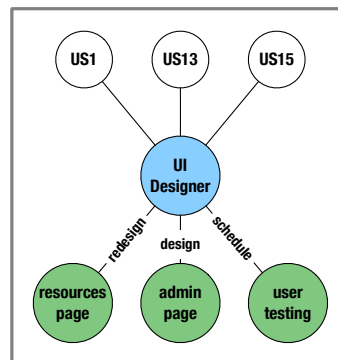 US1 US13 US15
UI
Designer
redesign design schedule
resources admin user
page page testing